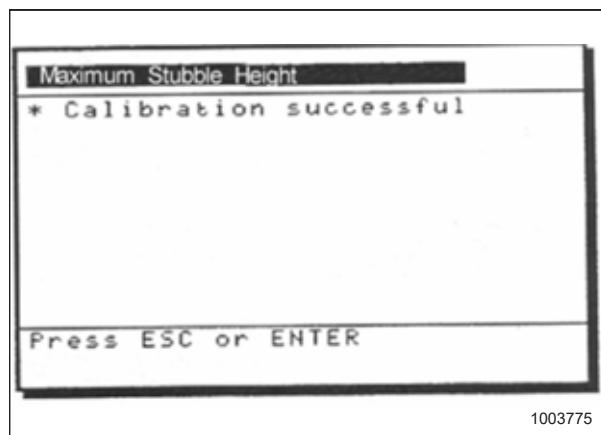 Maximum Stubble Height
* Calibration successful
Press ESC or ENTER
1003775